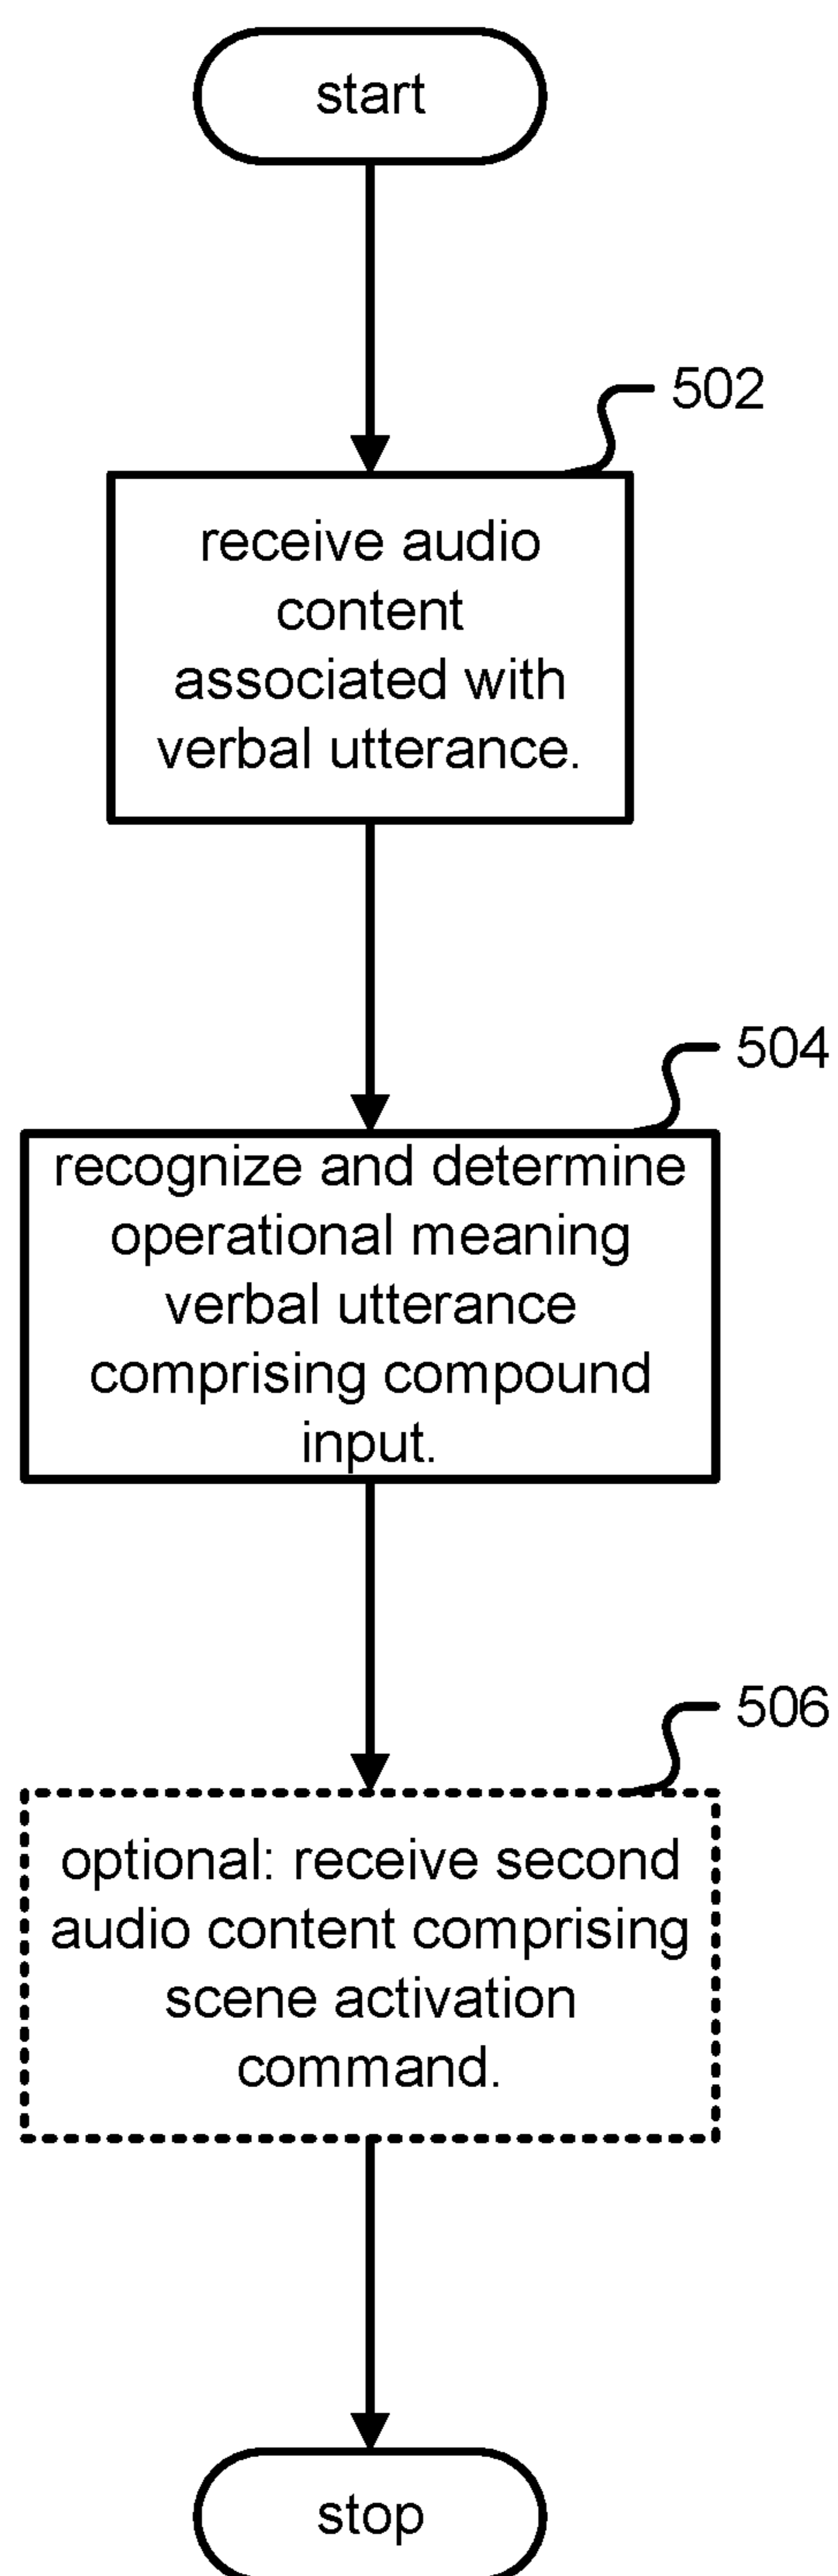 start
502
receive audio
content
associated with
verbal utterance.
504
recognize and determine
operational meaning
verbal utterance
comprising compound
input.
506
optional: receive second
audio content comprising
scene activation
command.
stop